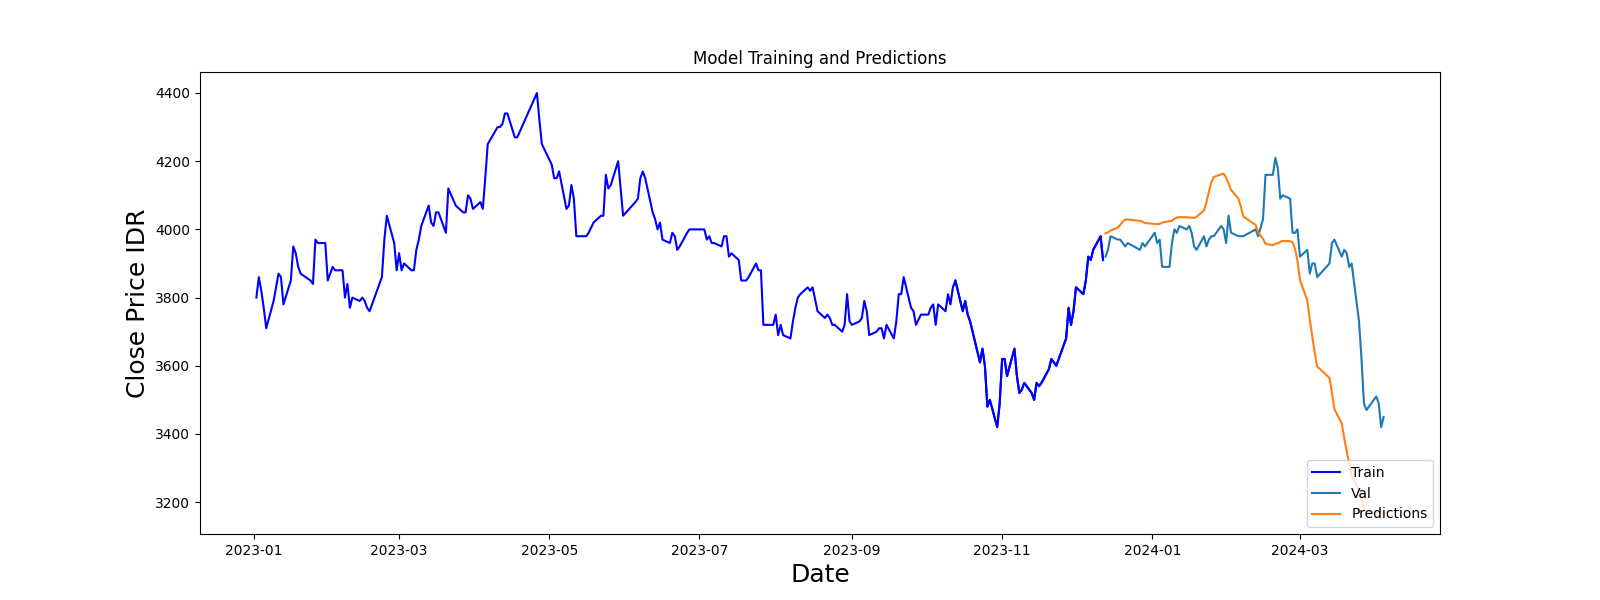 Model Training and Predictions
Close Price IDR
4400
4200
4000
3800
3600
3400
3200
2023-01 2023-03 2023-05 2023-07 2023-09 2023-11 2024-01 2024-03
Date
Train
Val
Predictions